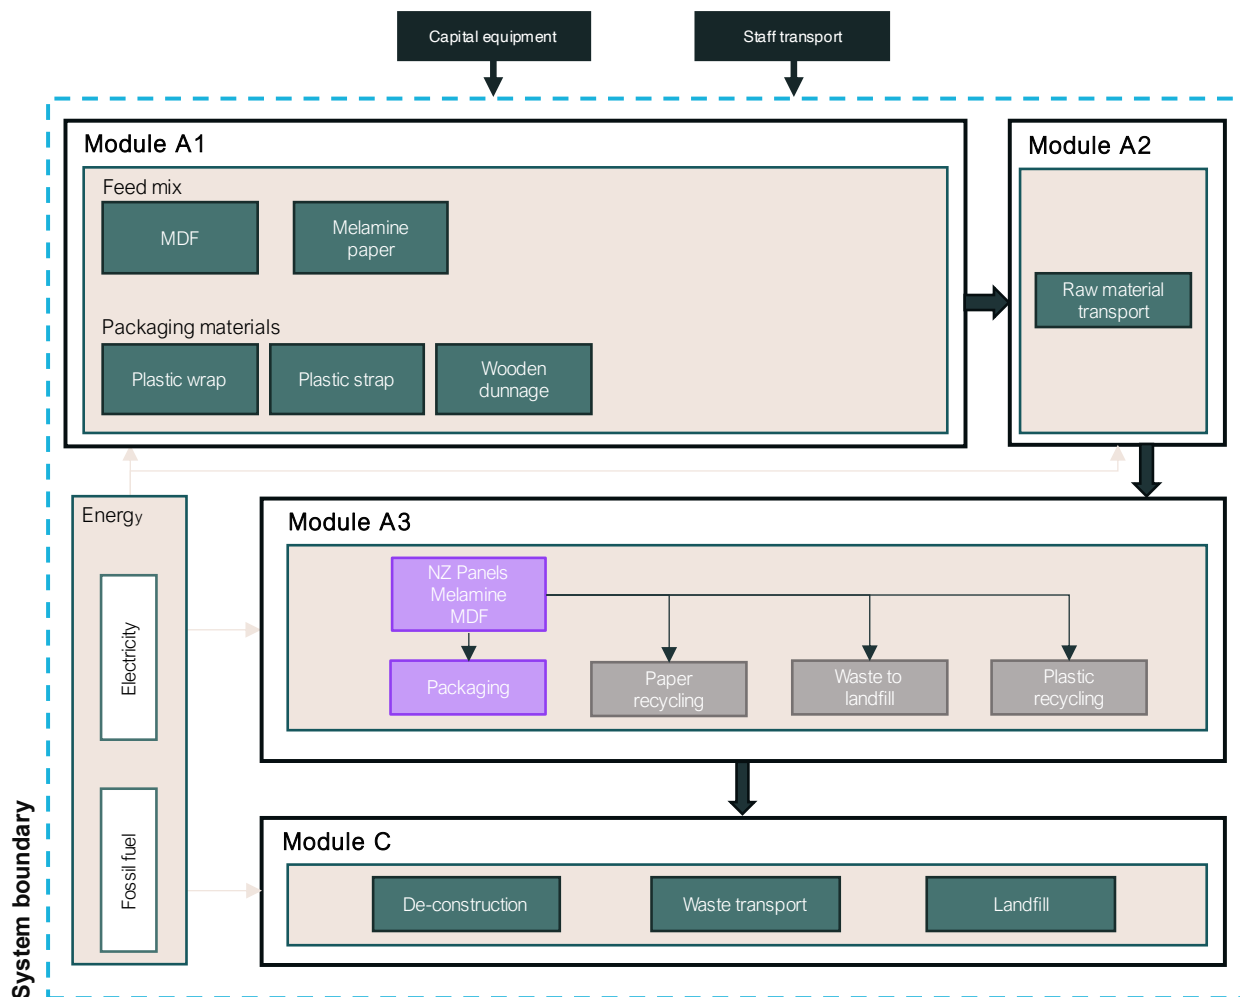 Capital equipment
Staff transport
Module A1
Feed mix
MDF
Melamine
paper
Packaging materials
Plastic wrap
Plastic strap
Wooden
dunnage
Module A2
Raw material
transport
Energy
Electricity
Fossil fuel
Module A3
NZ Panels
Melamine
MDF
Packaging
Paper
recycling
Waste to
landfill
Plastic
recycling
Module C
De-construction
Waste transport
Landfill
System boundary